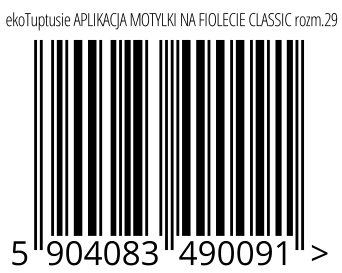 ekoTuptusie APLIKACJA MOTYLKI NA FIOLECIE CLASSIC rozm.29
5 904083 490091 >